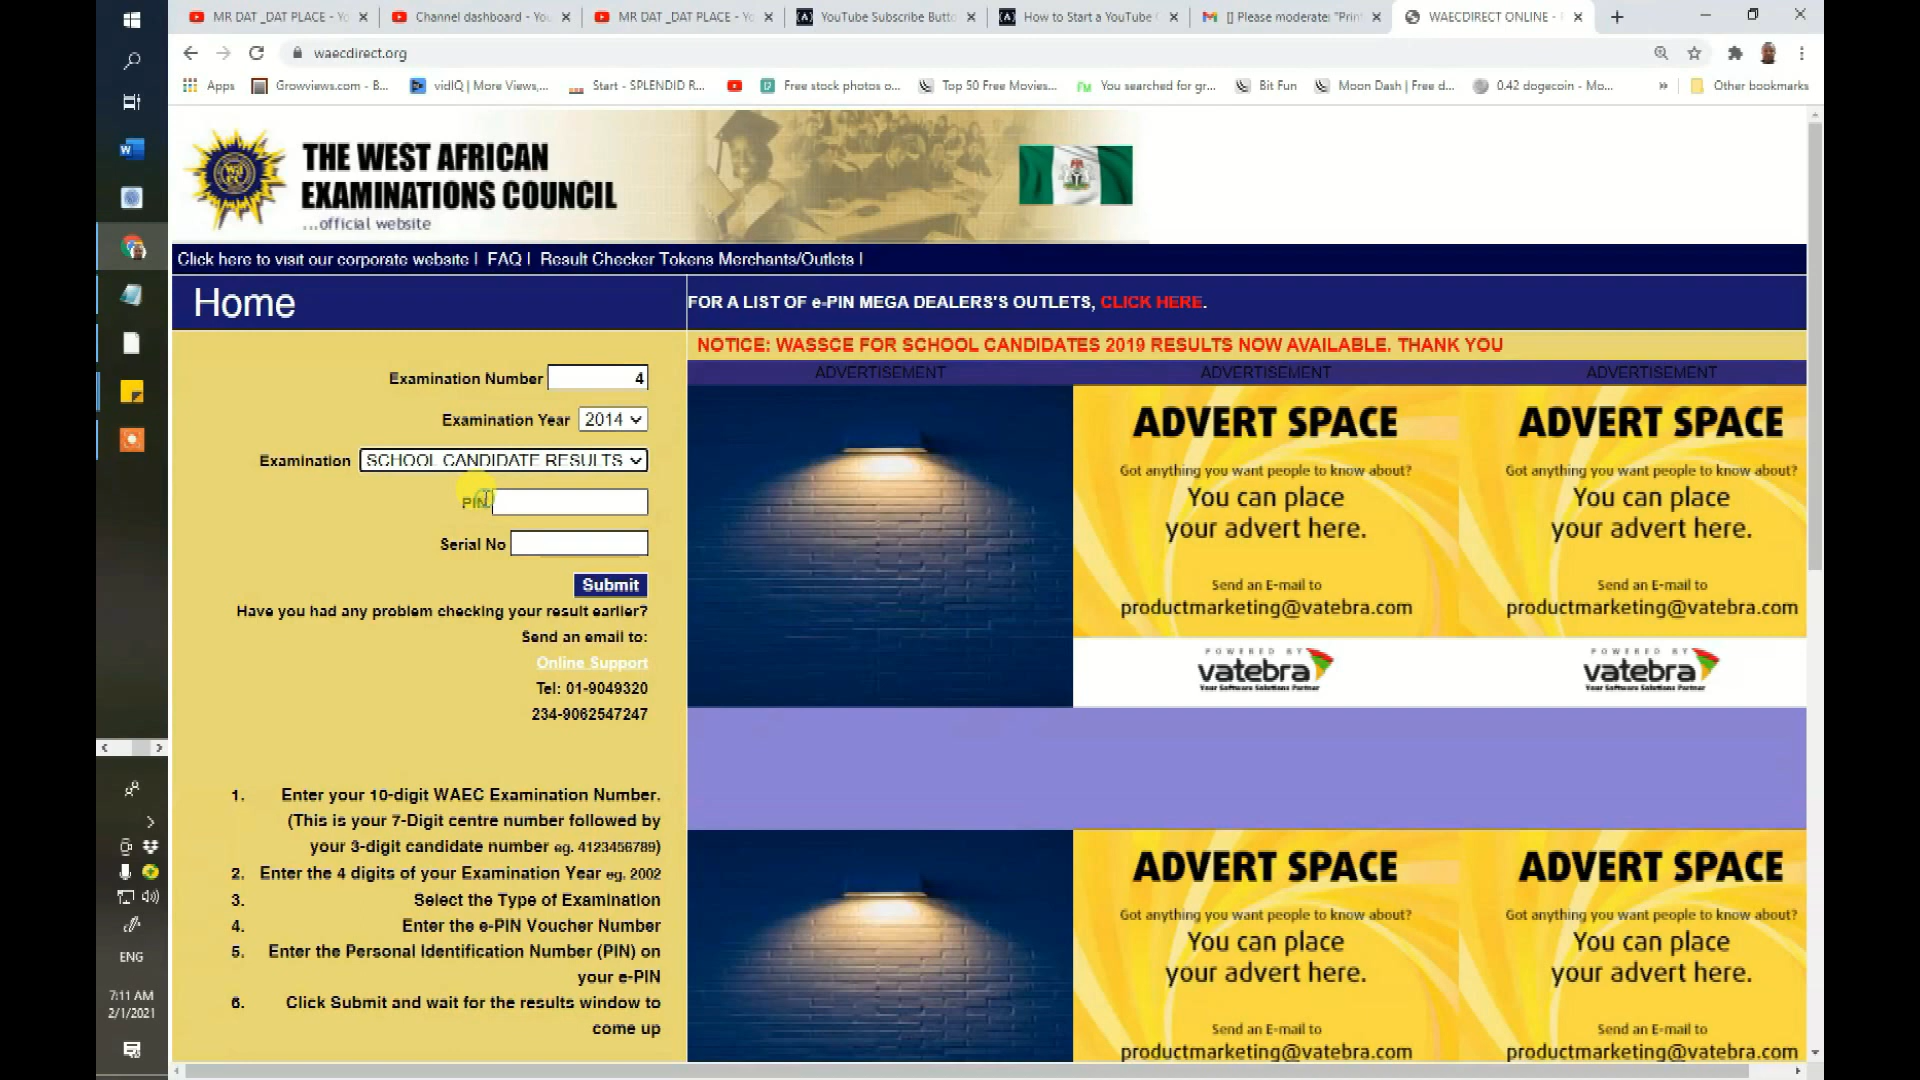 MR DAT _DAT PLACE - Yo
Channel dashboard - You
MR DAT _DAT PLACE - Yo
YouTube Subscribe Butto
How to Start a YouTube C
[] Please moderate: "Prin
WAECDIRECT ONLINE -
waecdirect.org
Apps
Growviews.com - B...
vidIQ | More Views,...
Start - SPLENDID R...
Free stock photos o...
Top 50 Free Movies...
You searched for gr...
Bit Fun
Moon Dash | Free d...
0.42 dogecoin - Mo...
»
Other bookmarks
THE WEST AFRICAN
EXAMINATIONS COUNCIL
...official website
Click here to visit our corporate website | FAQ | Result Checker Tokens Merchants/Outlets |
Home
FOR A LIST OF e-PIN MEGA DEALERS'S OUTLETS, CLICK HERE.
NOTICE: WASSCE FOR SCHOOL CANDIDATES 2019 RESULTS NOW AVAILABLE. THANK YOU
ADVERTISEMENT
ADVERTISEMENT
ADVERTISEMENT
Examination Number 4
Examination Year 2014
Examination SCHOOL CANDIDATE RESULTS
PIN
Serial No
Submit
Have you had any problem checking your result earlier?
Send an email to:
Online Support
Tel: 01-9049320
234-9062547247
1. Enter your 10-digit WAEC Examination Number.
(This is your 7-Digit centre number followed by
your 3-digit candidate number eg. 4123456789)
2. Enter the 4 digits of your Examination Year eg. 2002
3. Select the Type of Examination
4. Enter the e-PIN Voucher Number
5. Enter the Personal Identification Number (PIN) on
your e-PIN
6. Click Submit and wait for the results window to
come up
ADVERT SPACE
Got anything you want people to know about?
You can place
your advert here.
Send an E-mail to
productmarketing@vatebra.com
POWERED BY
vatebra
Your Software Solutions Partner
ADVERT SPACE
Got anything you want people to know about?
You can place
your advert here.
Send an E-mail to
productmarketing@vatebra.com
POWERED BY
vatebra
Your Software Solutions Partner
ADVERT SPACE
Got anything you want people to know about?
You can place
your advert here.
Send an E-mail to
productmarketing@vatebra.com
ADVERT SPACE
Got anything you want people to know about?
You can place
your advert here.
Send an E-mail to
productmarketing@vatebra.com
ENG
7:11 AM
2/1/2021